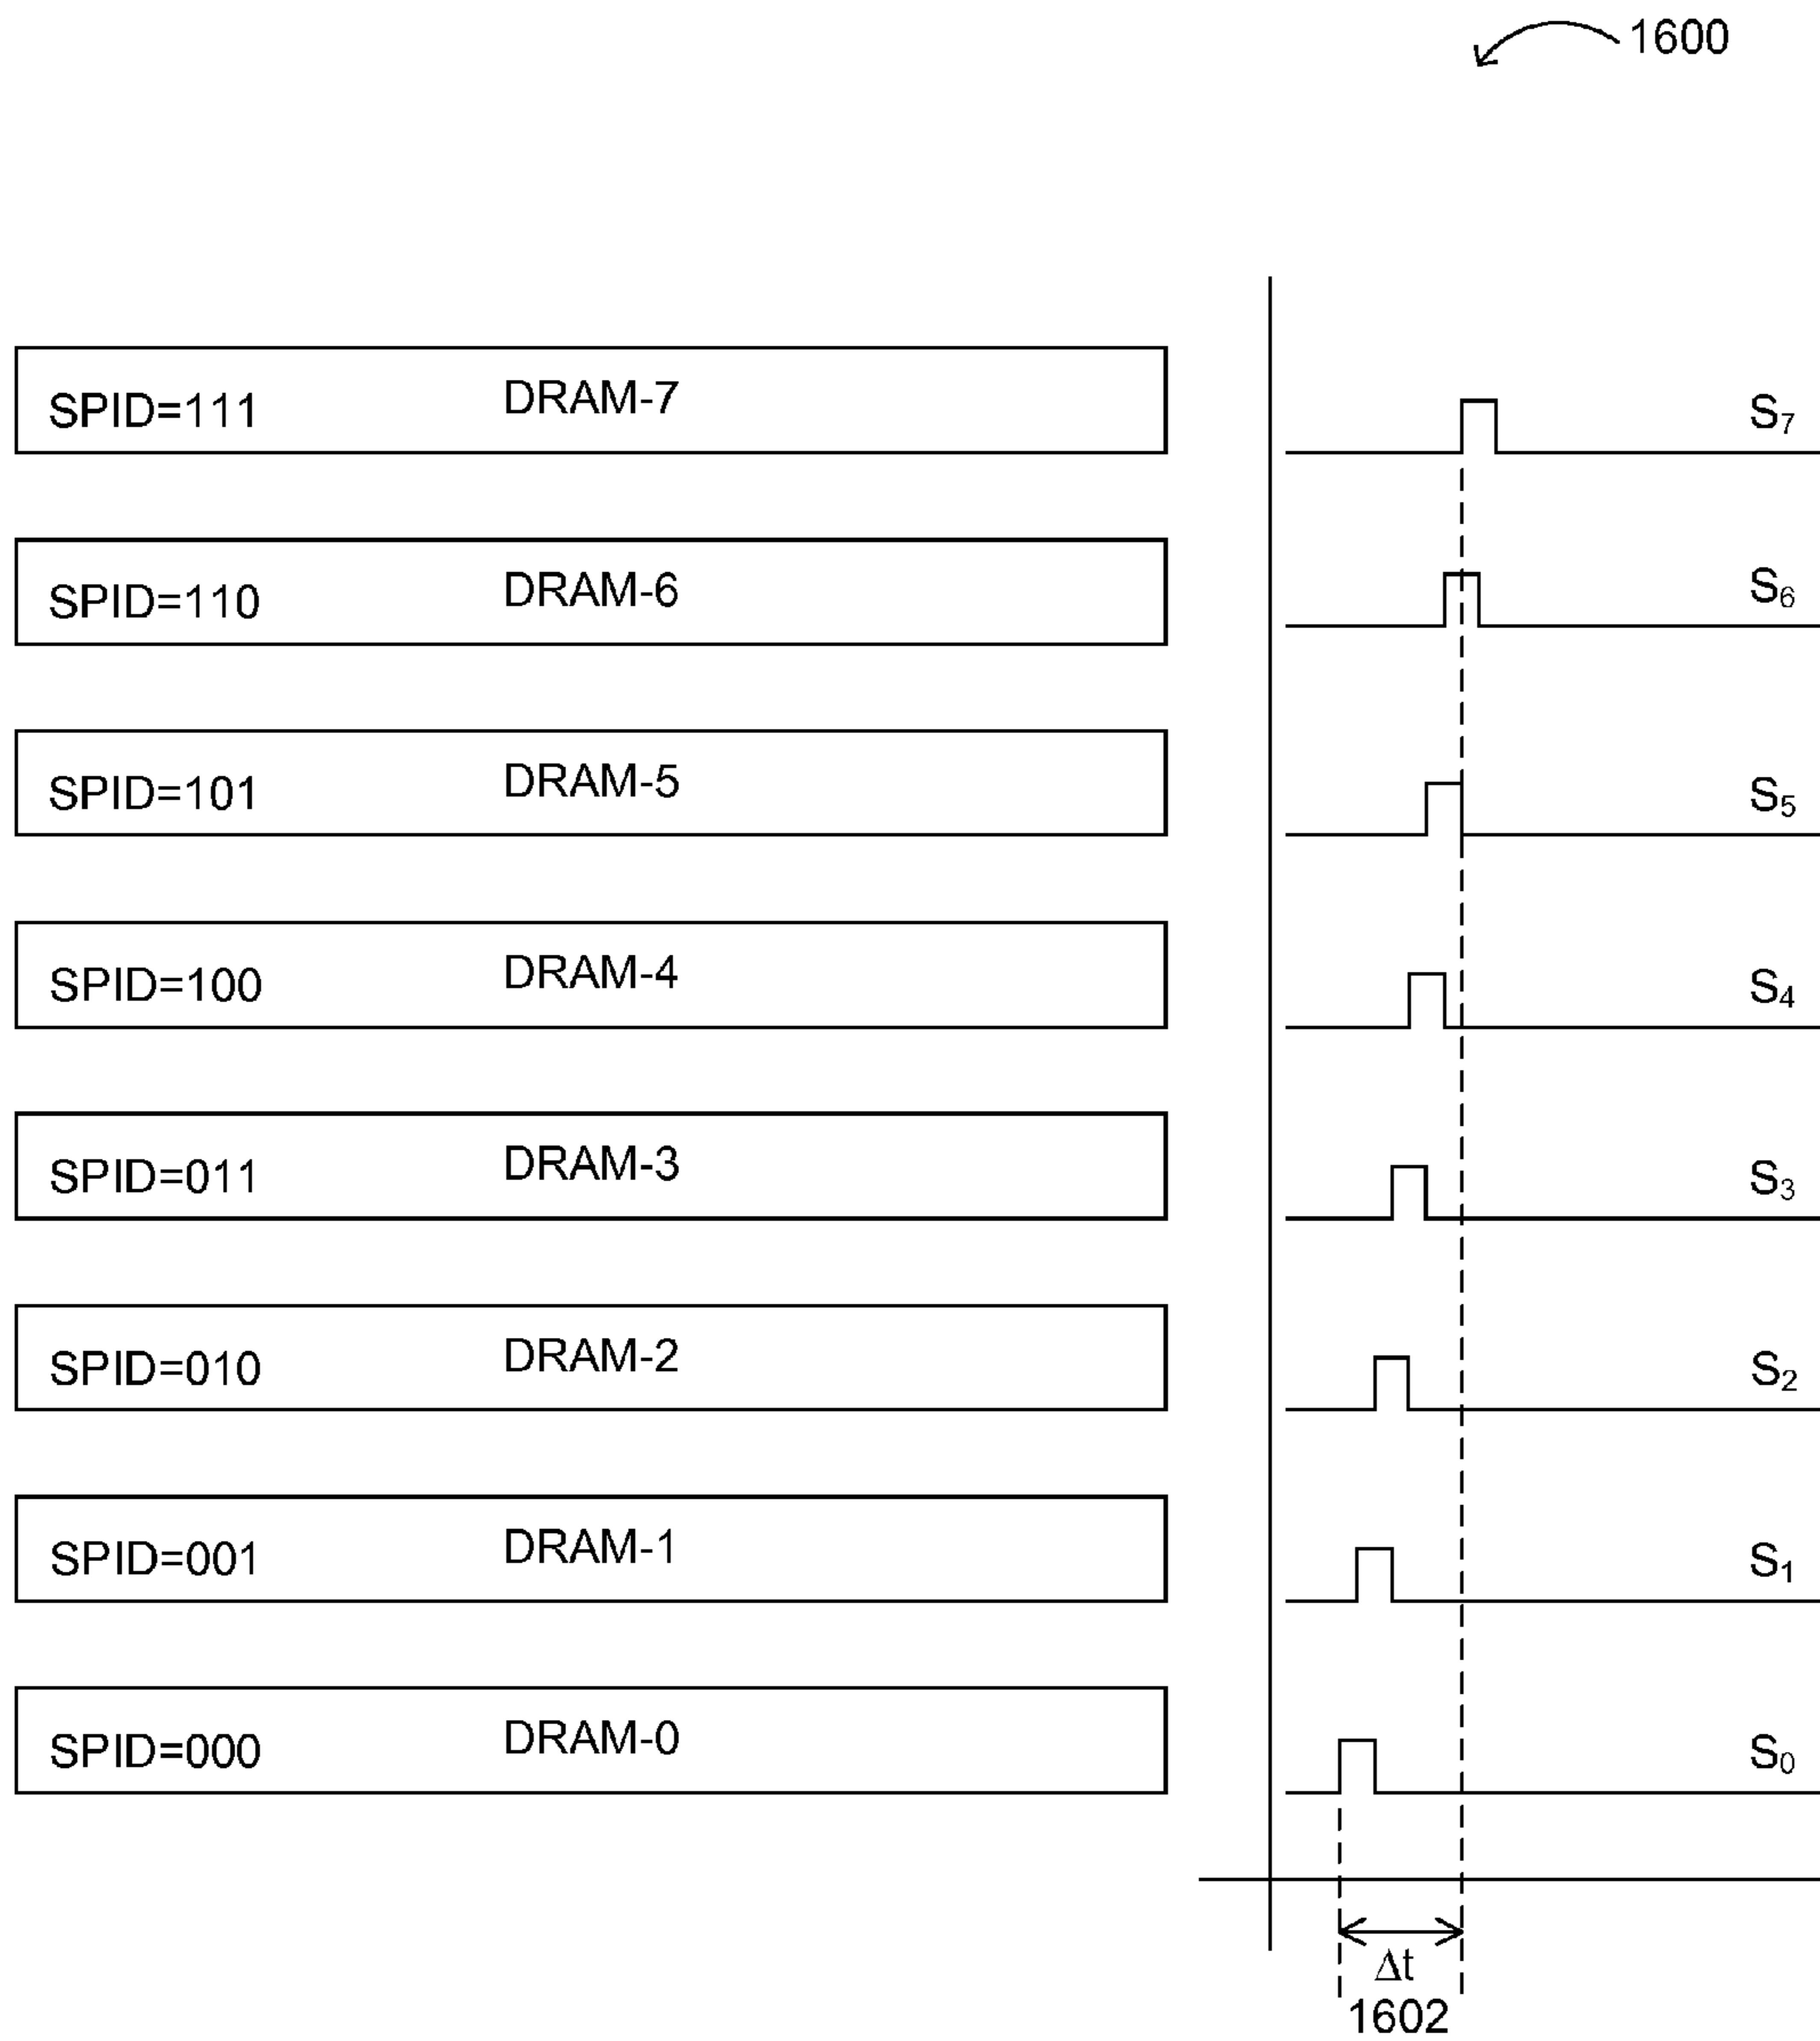 1600
SPID=111 DRAM-7 S₇
SPID=110 DRAM-6 S₆
SPID=101 DRAM-5 S₅
SPID=100 DRAM-4 S₄
SPID=011 DRAM-3 S₃
SPID=010 DRAM-2 S₂
SPID=001 DRAM-1 S₁
SPID=000 DRAM-0 S₀
Δt
1602